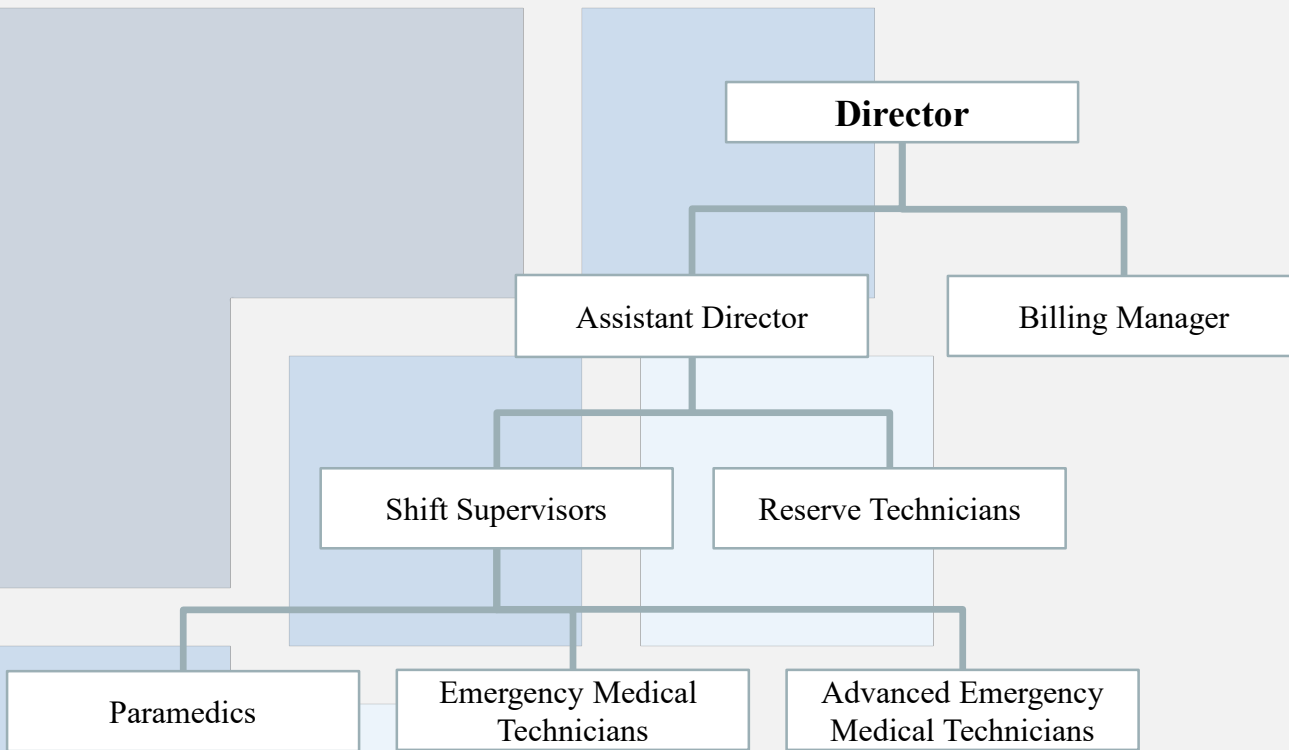 Director
Assistant Director
Billing Manager
Shift Supervisors
Reserve Technicians
Paramedics
Emergency Medical
Technicians
Advanced Emergency
Medical Technicians